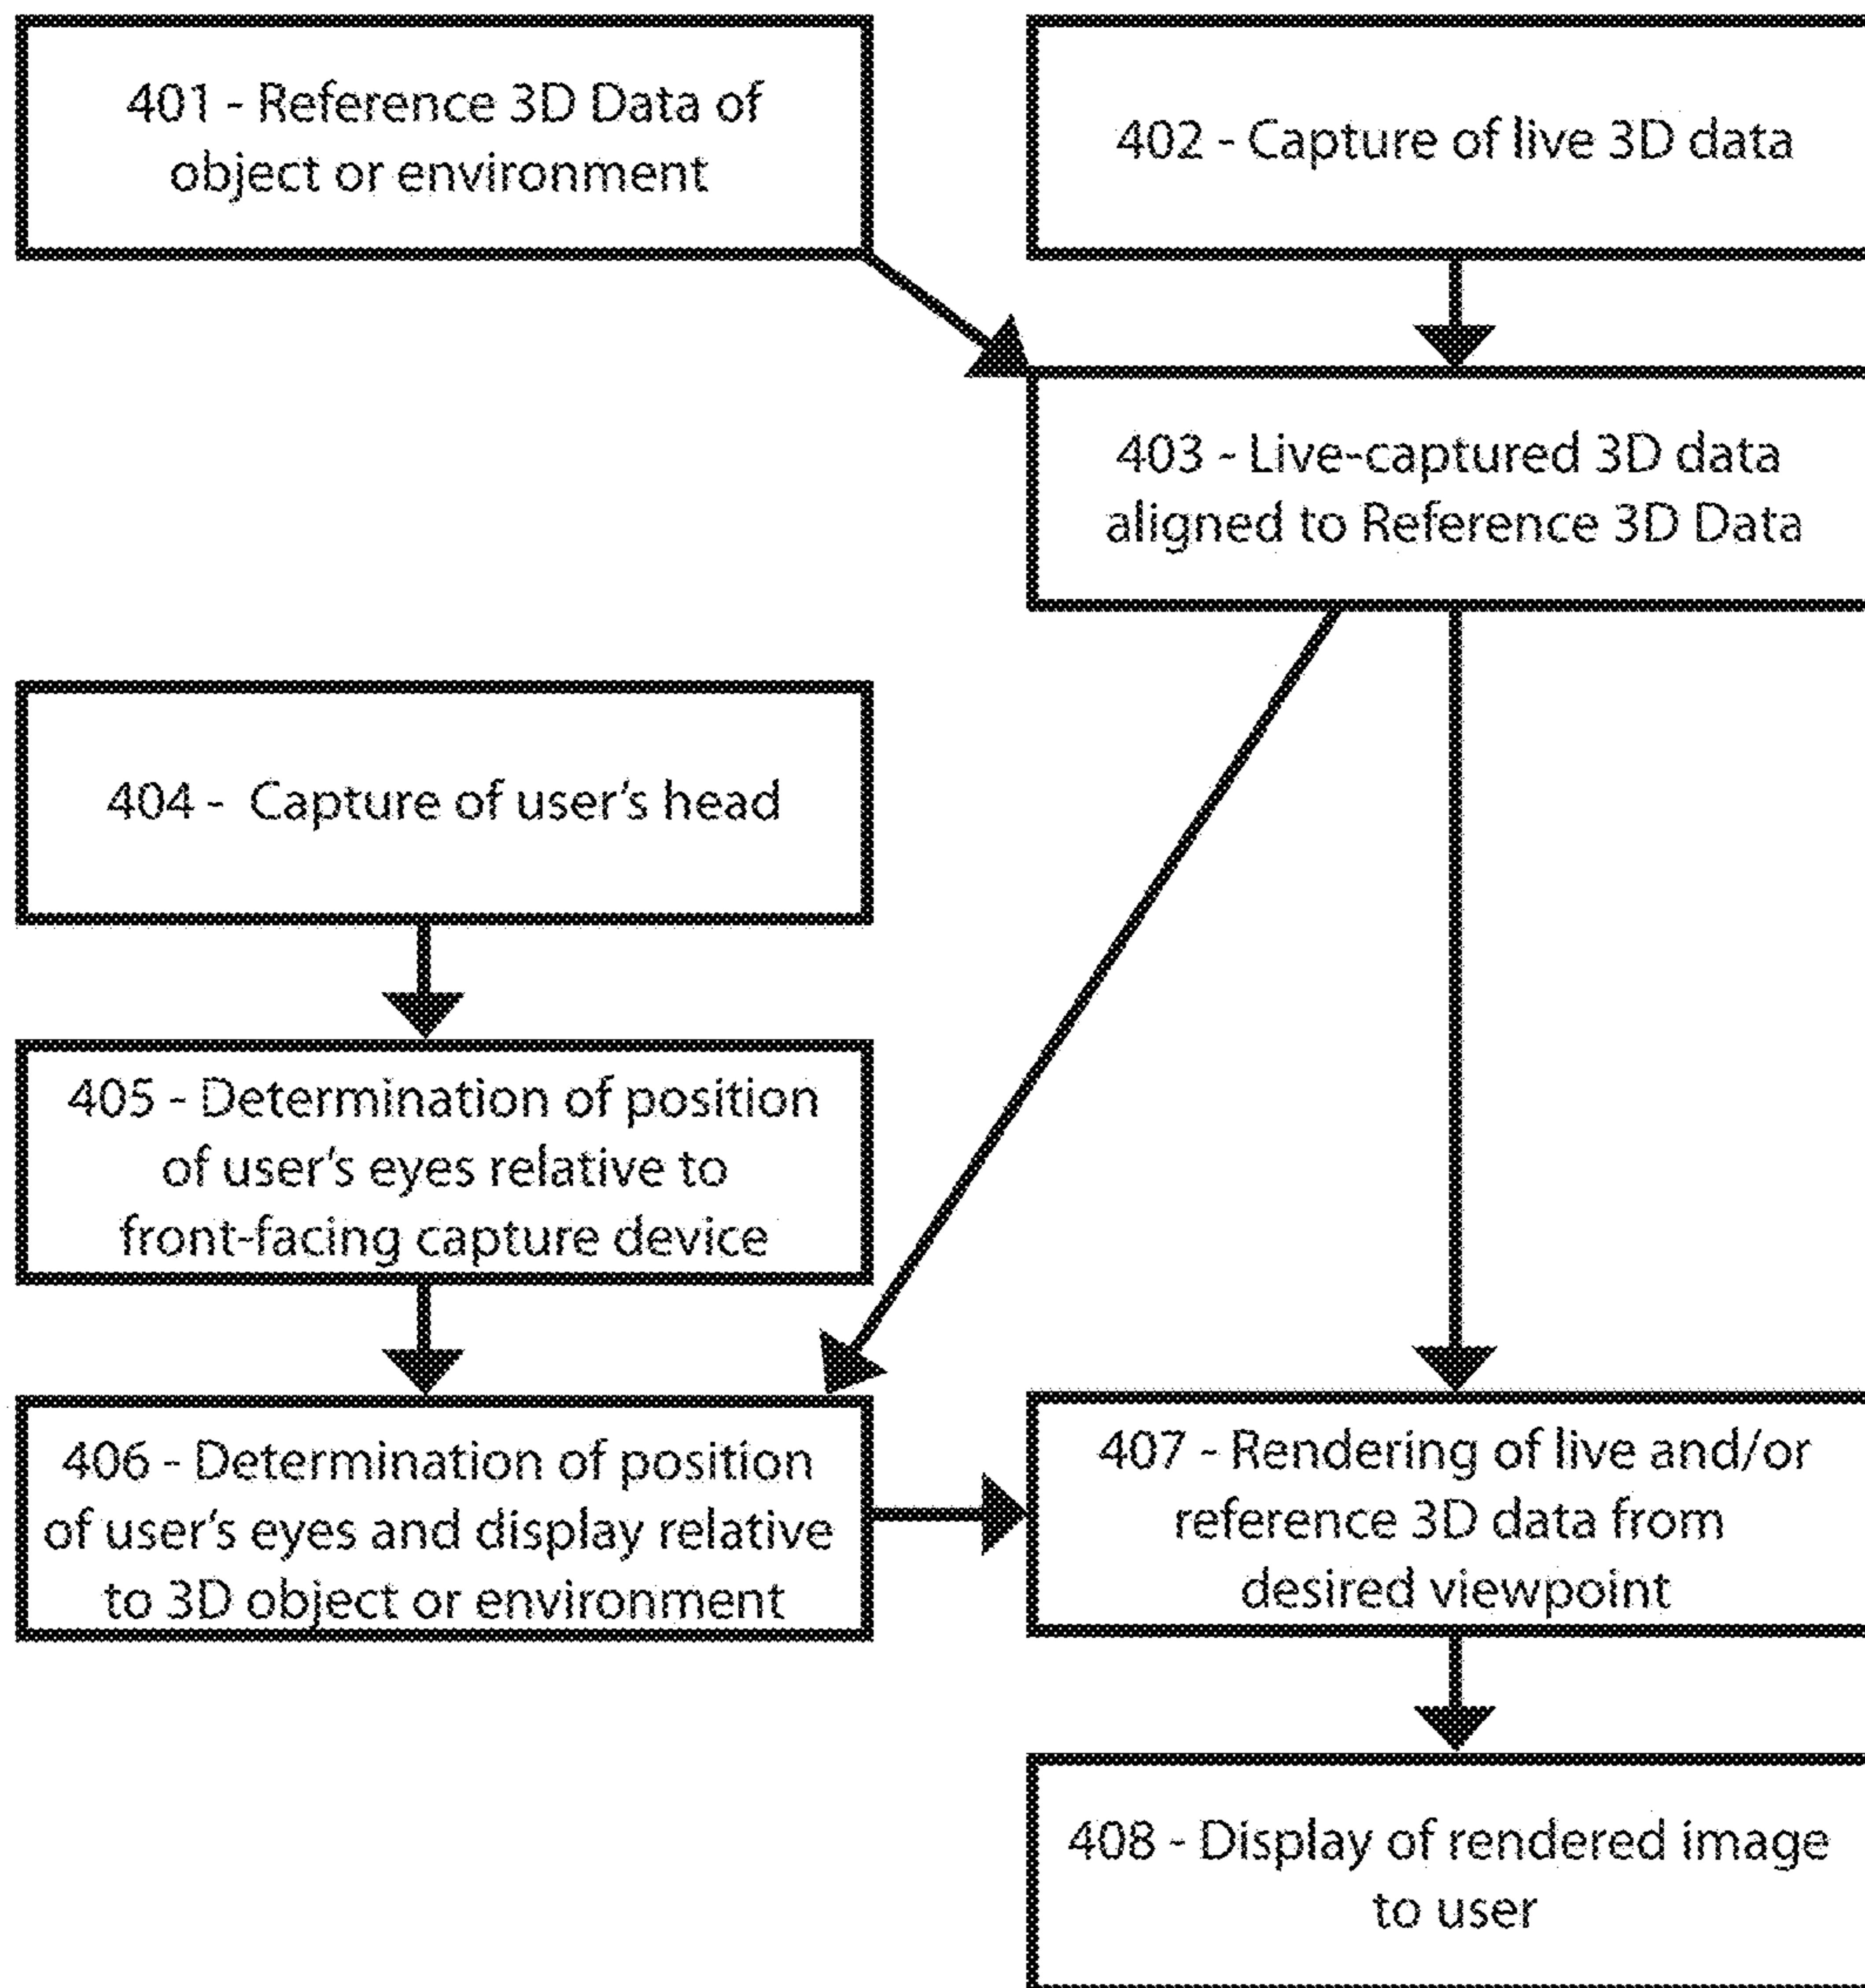 401 - Reference 3D Data of
object or environment
402 - Capture of live 3D data
403 - Live-captured 3D data
aligned to Reference 3D Data
404 - Capture of user's head
405 - Determination of position
of user's eyes relative to
front-facing capture device
406 - Determination of position
of user's eyes and display relative
to 3D object or environment
407 - Rendering of live and/or
reference 3D data from
desired viewpoint
408 - Display of rendered image
to user